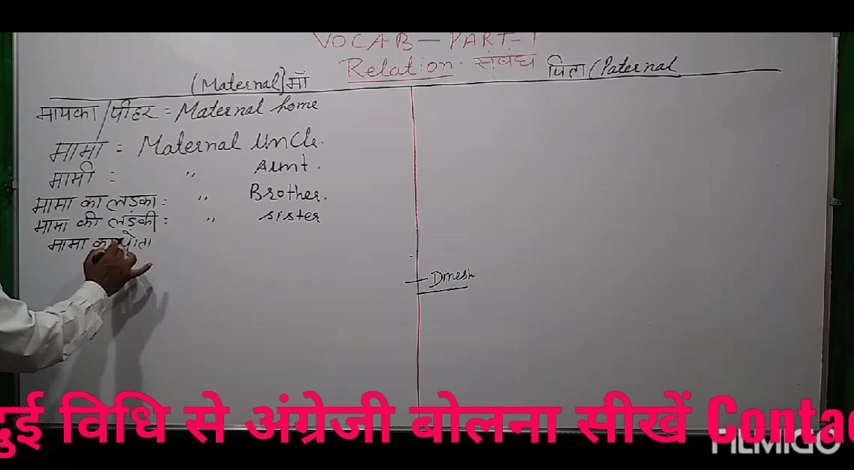 VOCAB - PART-1
Relation. संबंध
(Maternal) माँ
पिता (Paternal
मायका/पीहर = Maternal home
मामा = Maternal Uncle.
मामी : " Aunt.
मामा का लड़का : " Brother.
मामा की लड़की : " sister
मामा का पोता
Dinesh
दुई विधि से अंग्रेजी बोलना सीखें Contac
FILMIGO